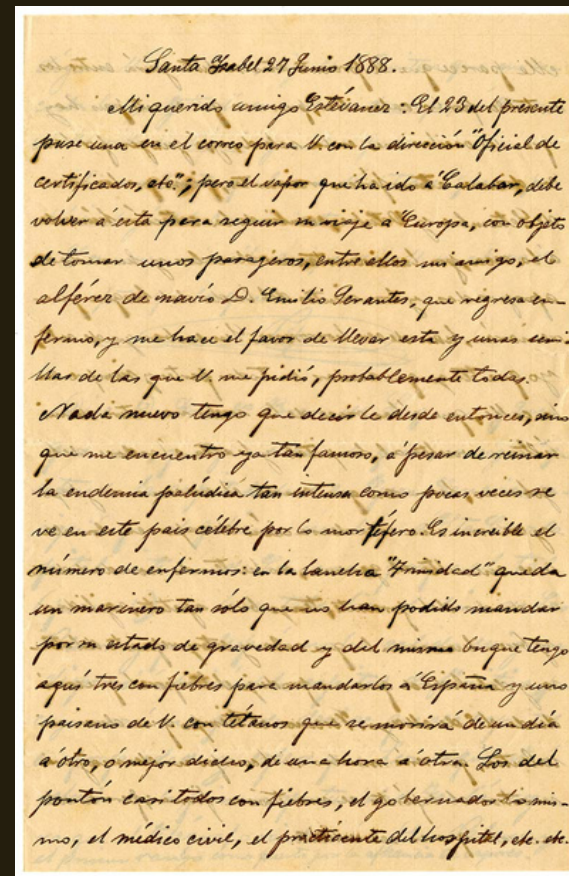 Santa Ysabel 27 Junio 1888.
Mi querido amigo Estévanez: El 23 del presente
puse una en el correo para V. con la dirección "Oficial de
certificados, etc."; pero el vapor que ha ido á Calabar, debe
volver á esta para seguir su viaje a Europa, con objeto
de tomar unos pasageros, entre ellos mi amigo, el
alférez de navío D. Emilio Gerantes, que regresa en-
fermo, y me hace el favor de llevar esta y unas semi-
llas de las que V. me pidió, probablemente todas.
Nada nuevo tengo que decirle desde entonces, sino
que me encuentro ya tan famoso, á pesar de reinar
la endemia palúdica tan intensa como pocas veces se
ve en este pais célebre por lo mortífero. Es increible el
número de enfermos: en la lancha "Trinidad" queda
un marinero tan sólo que no han podido mandar
por su estado de gravedad y del mismo buque tengo
aquí tres con fiebres para mandarlos á España y uno
paisano de V. con tétanos que se morirá de un día
á otro, ó mejor dicho, de una hora á otra. Los del
pontón casi todos con fiebres, el gobernador lo mis-
mo, el médico civil, el practicante del hospital, etc. etc.